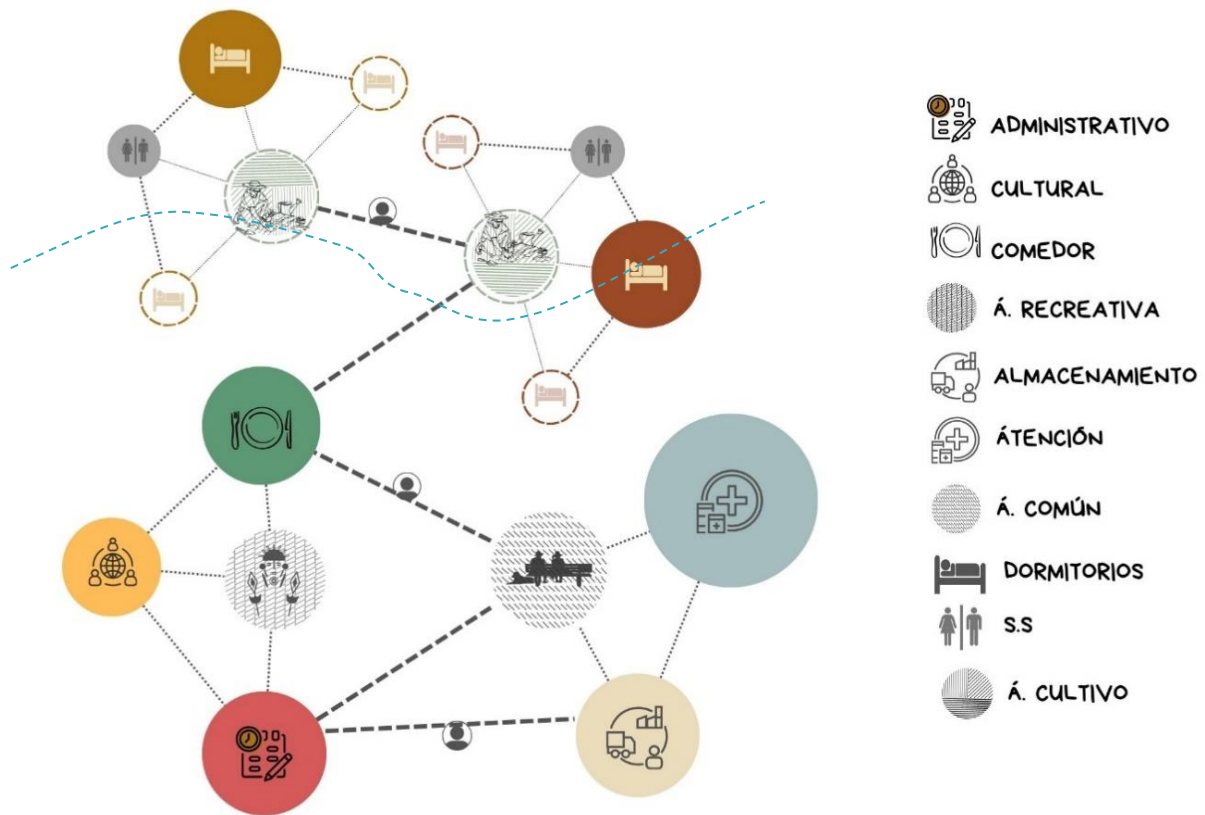 ADMINISTRATIVO
CULTURAL
COMEDOR
Á. RECREATIVA
ALMACENAMIENTO
ÁTENCIÓN
Á. COMÚN
DORMITORIOS
S.S
Á. CULTIVO